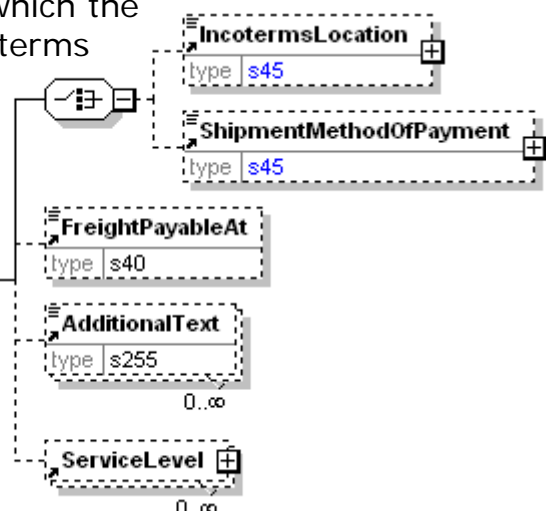 which the
terms
IncotermsLocation
type s45
ShipmentMethodOfPayment
type s45
FreightPayableAt
type s40
AdditionalText
type s255
0..∞
ServiceLevel
0..∞